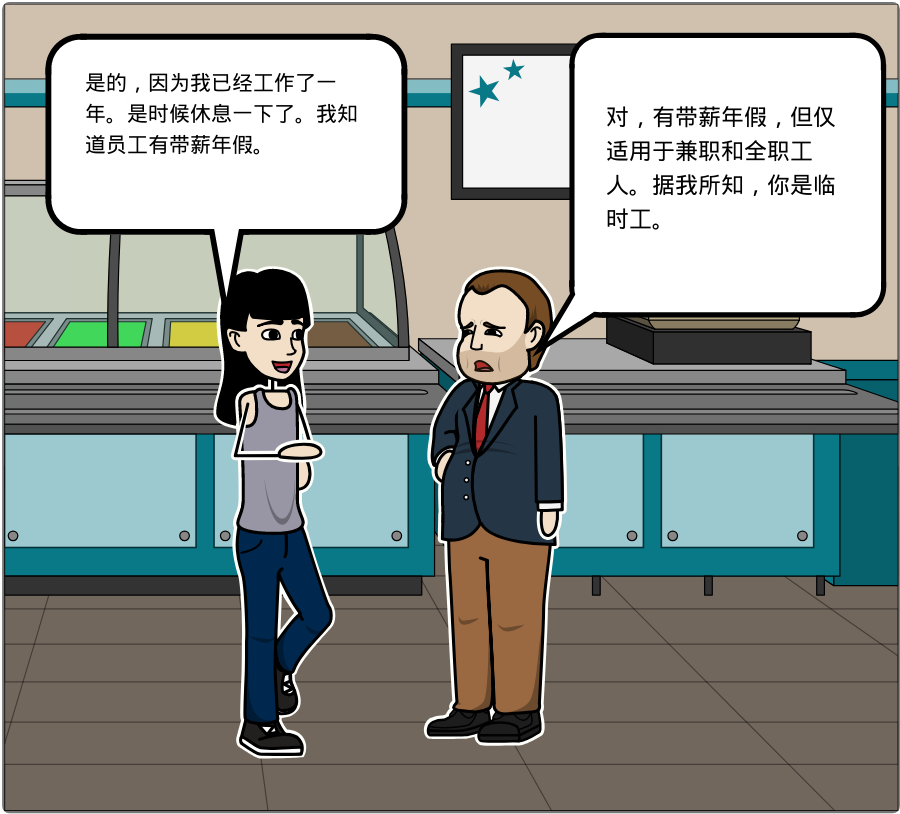 是的，因为我已经工作了一
年。是时候休息一下了。我知
道员工有带薪年假。
对，有带薪年假，但仅
适用于兼职和全职工
人。据我所知，你是临
时工。